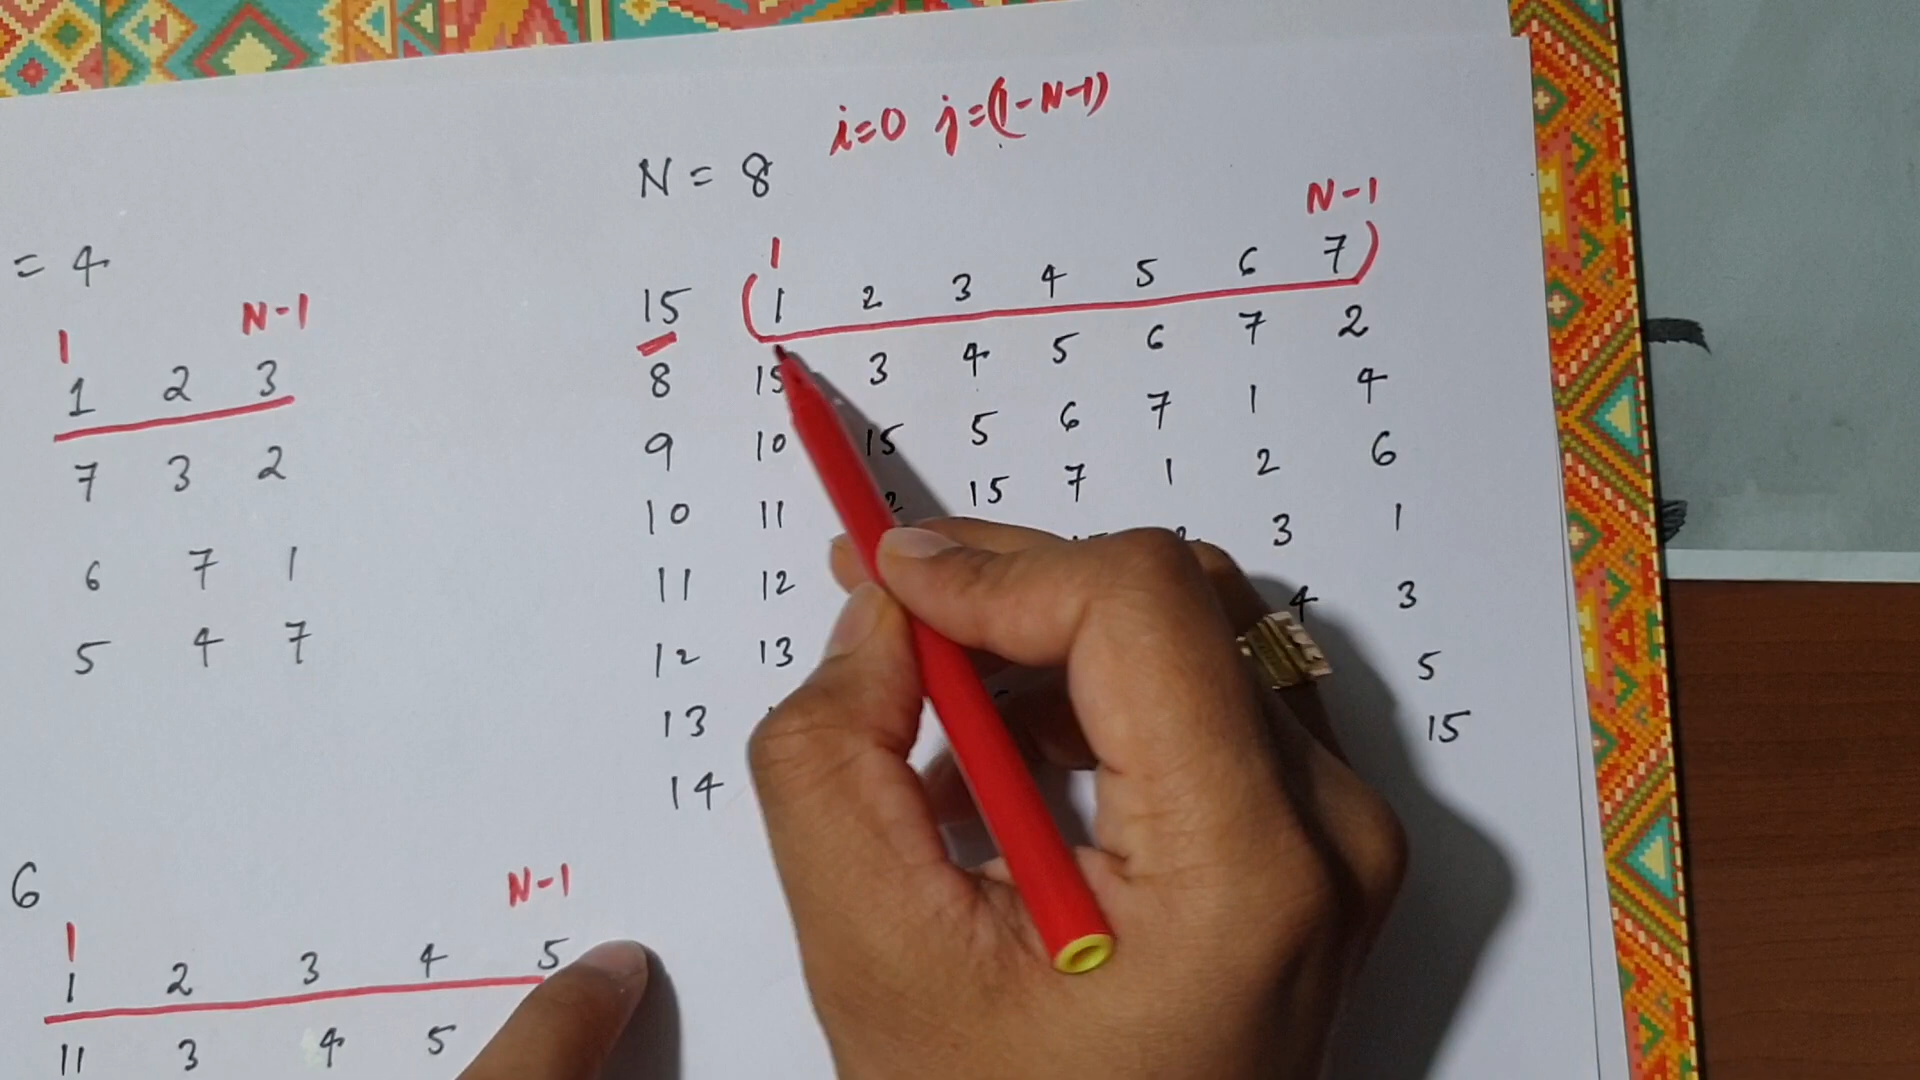 i=0 j=(1-N-1)
N = 8
N-1
1
15 (1 2 3 4 5 6 7)
8 15 3 4 5 6 7 2
9 10 15 5 6 7 1 4
10 11 15 7 1 2 6
11 12 3 1
12 13 4 3
13 5
14 15
= 4
1 N-1
1 2 3
7 3 2
6 7 1
5 4 7
6
N-1
1
1 2 3 4 5
11 3 4 5